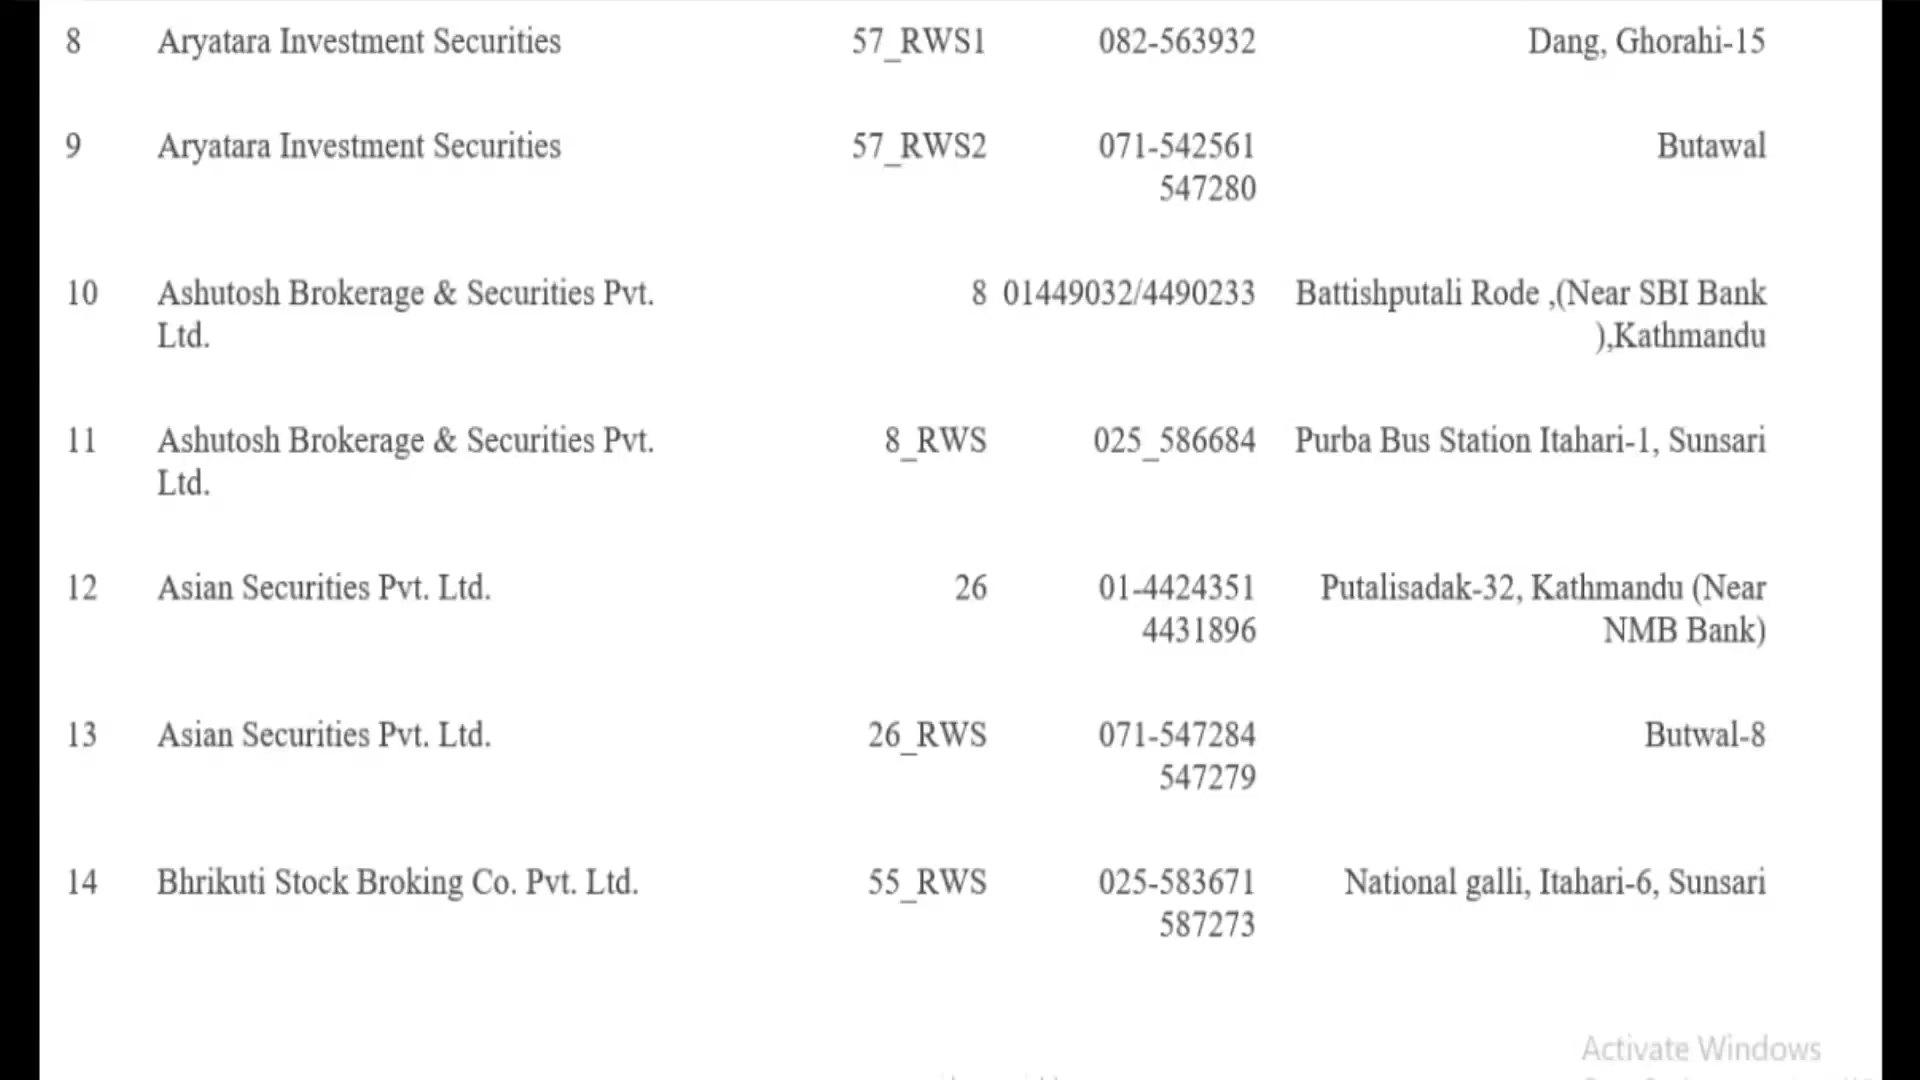 8 Aryatara Investment Securities 57_RWS1 082-563932 Dang, Ghorahi-15
9 Aryatara Investment Securities 57_RWS2 071-542561 Butawal
547280
10 Ashutosh Brokerage & Securities Pvt. 8 01449032/4490233 Battishputali Rode ,(Near SBI Bank
Ltd. ),Kathmandu
11 Ashutosh Brokerage & Securities Pvt. 8_RWS 025_586684 Purba Bus Station Itahari-1, Sunsari
Ltd.
12 Asian Securities Pvt. Ltd. 26 01-4424351 Putalisadak-32, Kathmandu (Near
4431896 NMB Bank)
13 Asian Securities Pvt. Ltd. 26_RWS 071-547284 Butwal-8
547279
14 Bhrikuti Stock Broking Co. Pvt. Ltd. 55_RWS 025-583671 National galli, Itahari-6, Sunsari
587273
Activate Windows